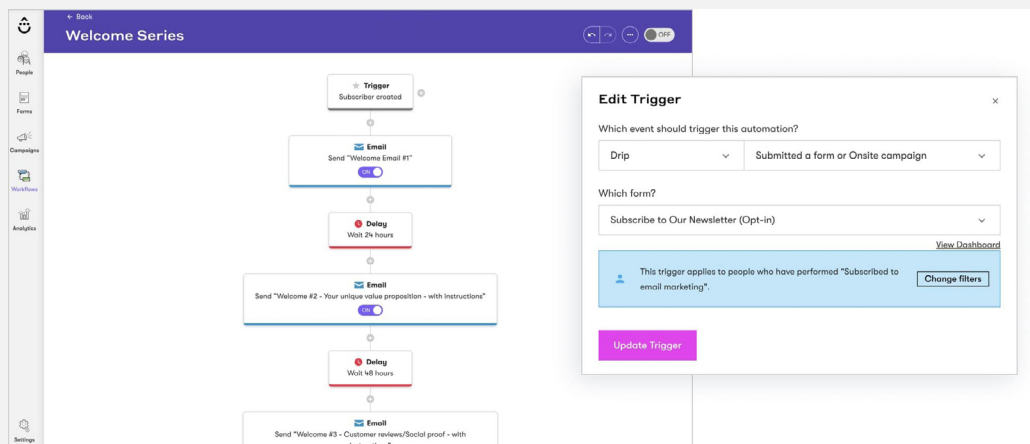 ← Back
Welcome Series
OFF
People
Forms
Campaigns
Workflows
Analytics
Settings
Trigger
Subscriber created
Email
Send "Welcome Email #1"
ON
Delay
Wait 24 hours
Email
Send "Welcome #2 - Your unique value proposition - with instructions"
ON
Delay
Wait 48 hours
Email
Send "Welcome #3 - Customer reviews/Social proof - with
Edit Trigger
×
Which event should trigger this automation?
Drip
Submitted a form or Onsite campaign
Which form?
Subscribe to Our Newsletter (Opt-in)
View Dashboard
This trigger applies to people who have performed "Subscribed to
email marketing".
Change filters
Update Trigger